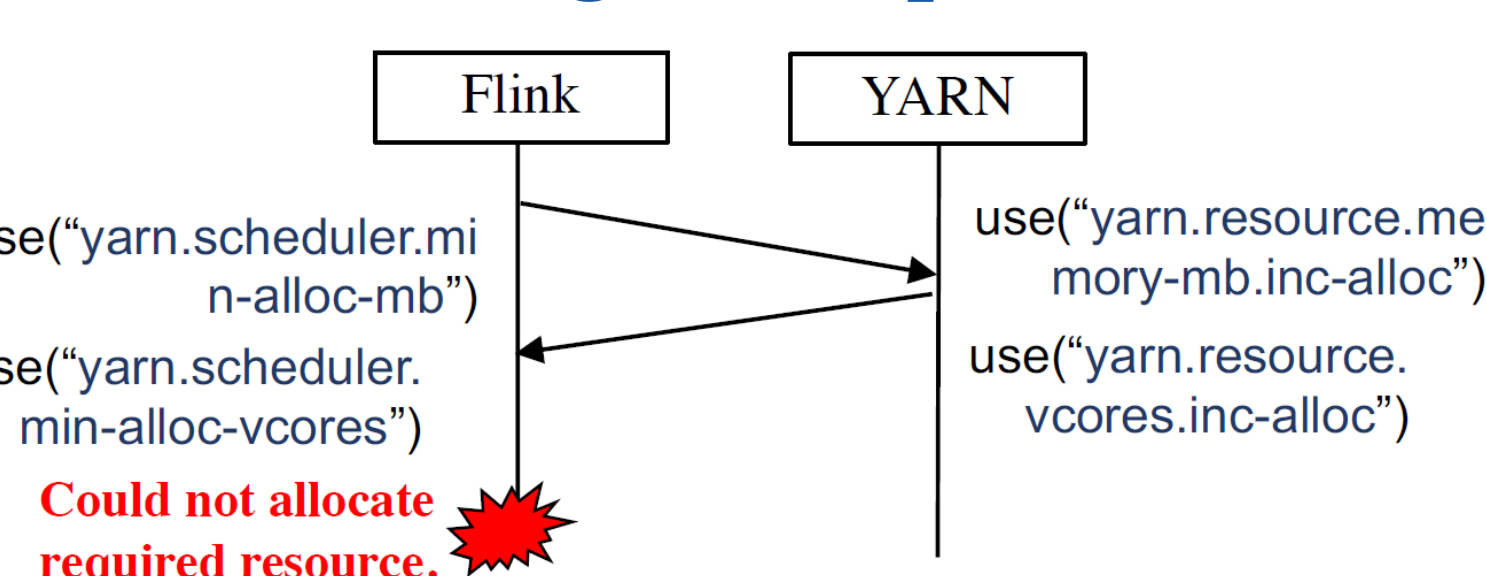 Flink
YARN
se(“yarn.scheduler.mi
n-alloc-mb”)
se(“yarn.scheduler.
min-alloc-vcores”)
use(“yarn.resource.me
mory-mb.inc-alloc”)
use(“yarn.resource.
vcores.inc-alloc”)
Could not allocate
required resource.